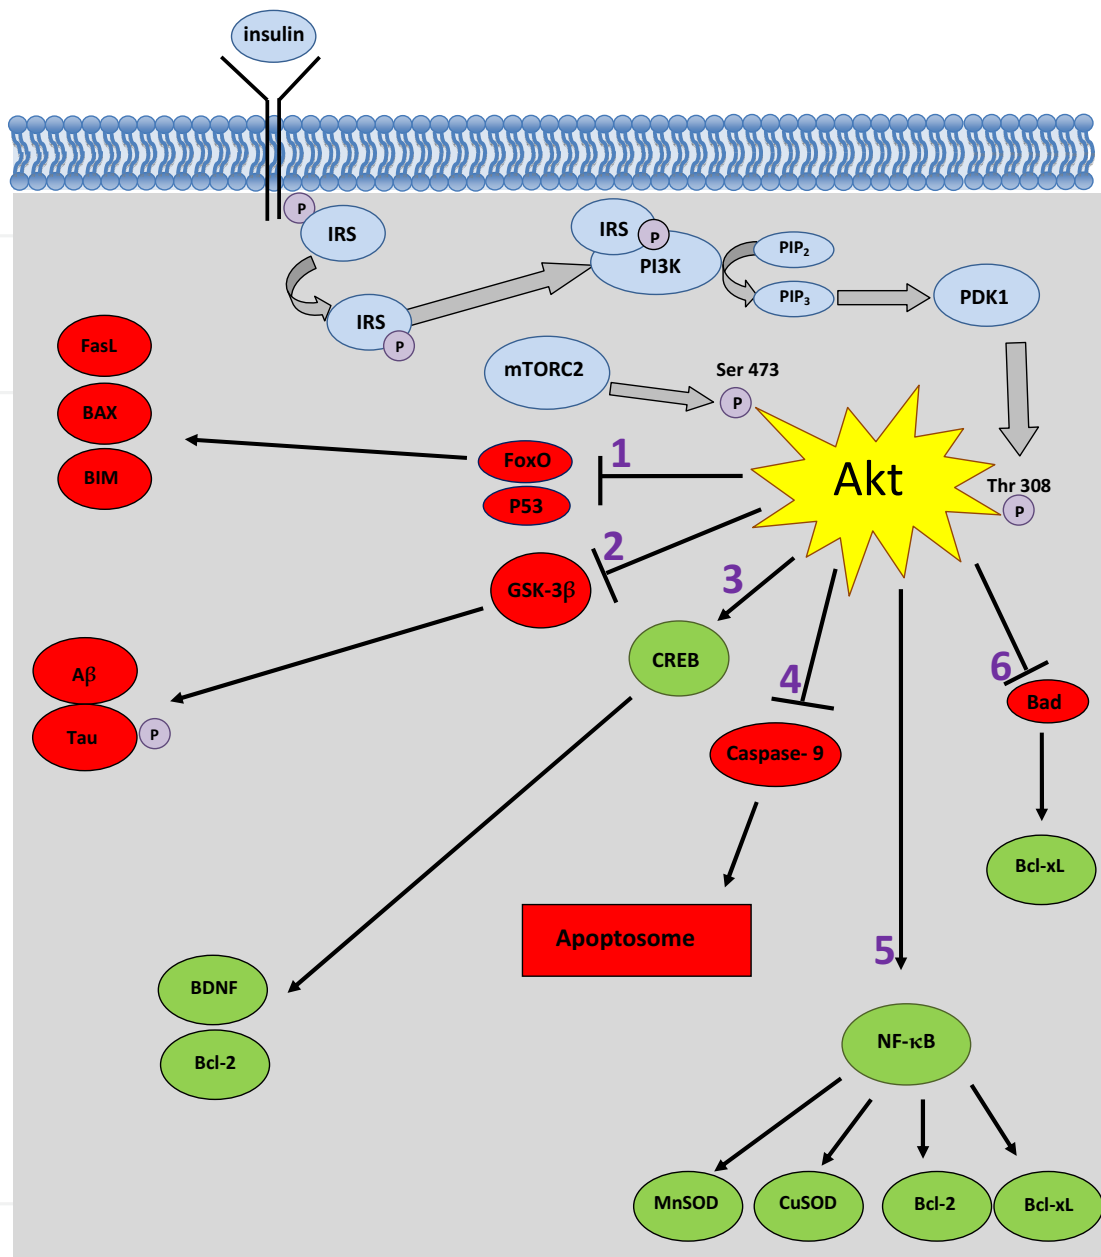 insulin
P
IRS
IRS
P
IRS
P
PI3K
PIP2
PIP3
PDK1
mTORC2
Ser 473
P
Akt
Thr 308
P
FasL
BAX
BIM
FoxO
P53
1
GSK-3β
2
3
CREB
4
Caspase- 9
6
Bad
Aβ
Tau
P
Bcl-xL
Apoptosome
5
BDNF
Bcl-2
NF-κB
MnSOD
CuSOD
Bcl-2
Bcl-xL